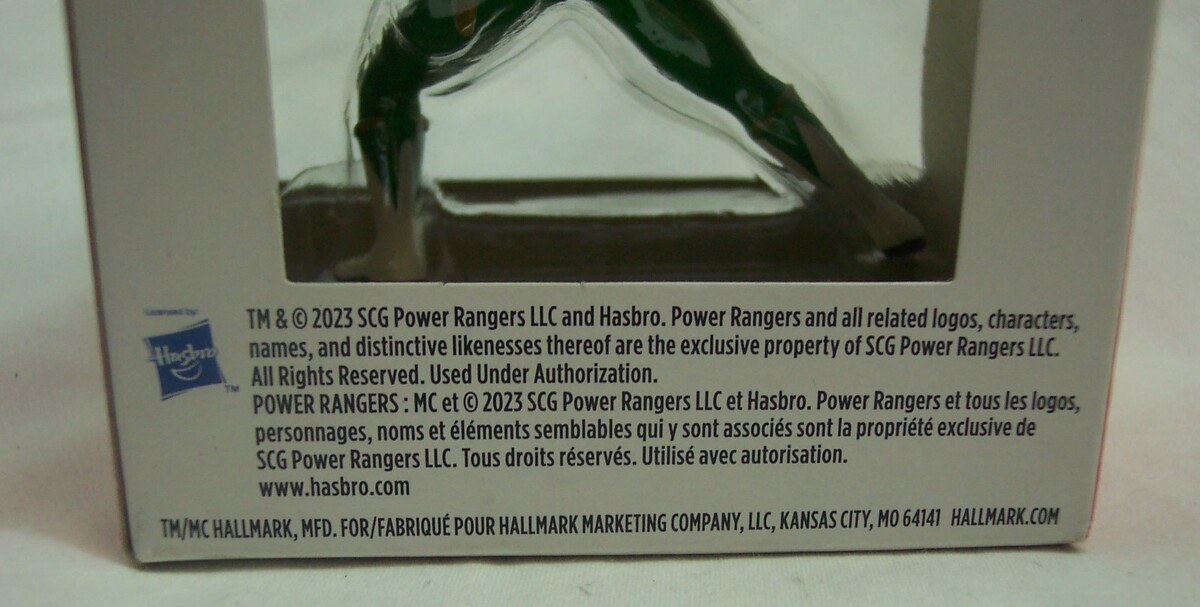 Licensed by:
Hasbro
TM
TM & © 2023 SCG Power Rangers LLC and Hasbro. Power Rangers and all related logos, characters,
names, and distinctive likenesses thereof are the exclusive property of SCG Power Rangers LLC.
All Rights Reserved. Used Under Authorization.
POWER RANGERS : MC et © 2023 SCG Power Rangers LLC et Hasbro. Power Rangers et tous les logos,
personnages, noms et éléments semblables qui y sont associés sont la propriété exclusive de
SCG Power Rangers LLC. Tous droits réservés. Utilisé avec autorisation.
www.hasbro.com
TM/MC HALLMARK, MFD. FOR/FABRIQUÉ POUR HALLMARK MARKETING COMPANY, LLC, KANSAS CITY, MO 64141 HALLMARK.COM